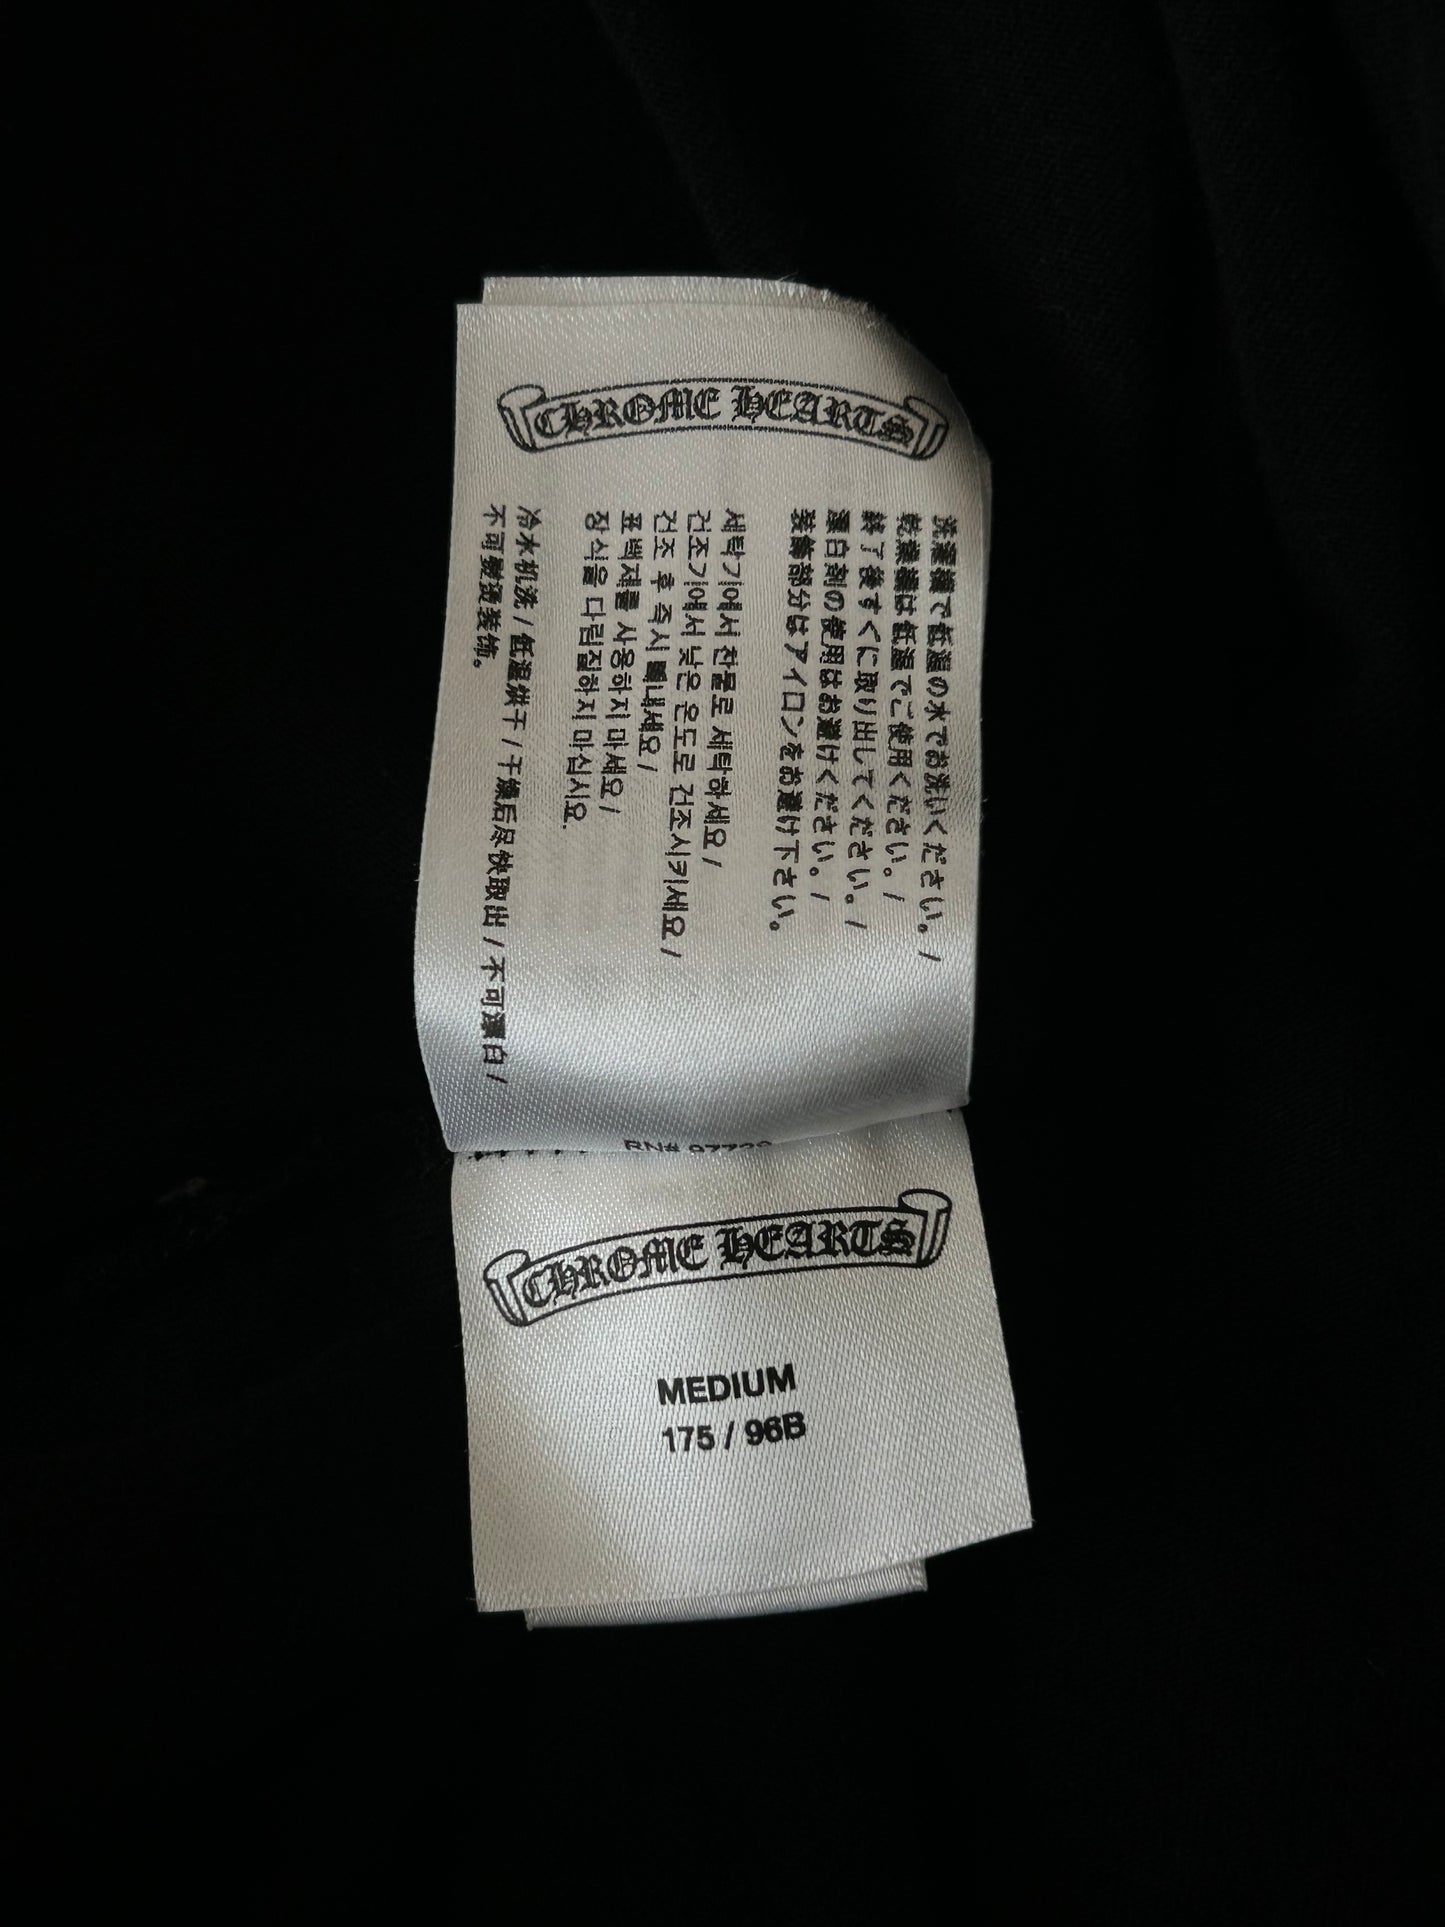 CHROME HEARTS
洗濯機で低温の水でお洗いください。/
乾燥機は低温でご使用ください。/
終了後すぐに取り出してください。/
漂白剤の使用はお避けください。/
装飾部分はアイロンをお避け下さい。
세탁기에서 찬물로 세탁하세요 /
건조기에서 낮은 온도로 건조시키세요 /
건조 후 즉시 빼내세요 /
표백제를 사용하지 마세요 /
장식을 다림질하지 마십시요.
冷水机洗 / 低温烘干 / 干燥后尽快取出 / 不可漂白 /
不可熨烫装饰。
RN#
CHROME HEARTS
MEDIUM
175 / 96B